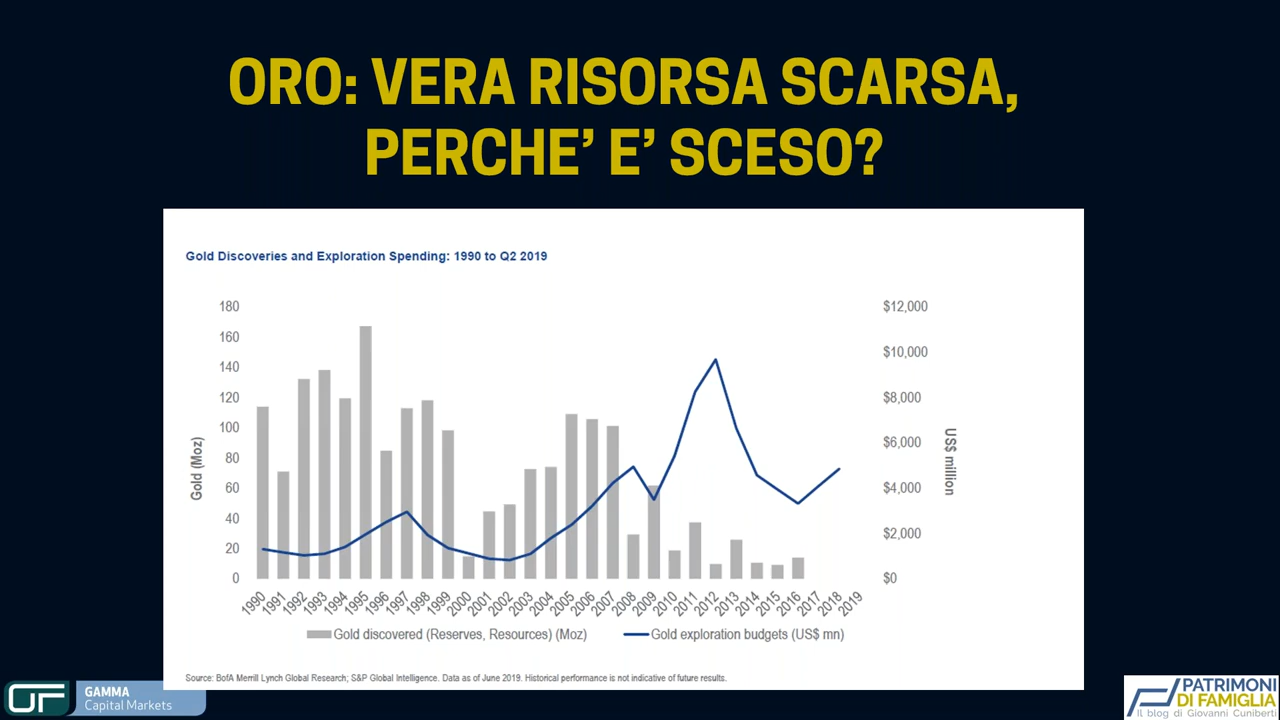 ORO: VERA RISORSA SCARSA,
PERCHE’ E’ SCESO?
Gold Discoveries and Exploration Spending: 1990 to Q2 2019
180
160
140
120
100
80
60
40
20
0
Gold (Moz)
$12,000
$10,000
$8,000
$6,000
$4,000
$2,000
$0
US$ million
1990 1991 1992 1993 1994 1995 1996 1997 1998 1999 2000 2001 2002 2003 2004 2005 2006 2007 2008 2009 2010 2011 2012 2013 2014 2015 2016 2017 2018 2019
Gold discovered (Reserves, Resources) (Moz) Gold exploration budgets (US$ mn)
Source: BofA Merrill Lynch Global Research; S&P Global Intelligence. Data as of June 2019. Historical performance is not indicative of future results.
GAMMA
Capital Markets
PATRIMONI
DI FAMIGLIA
Il blog di Giovanni Cuniberti